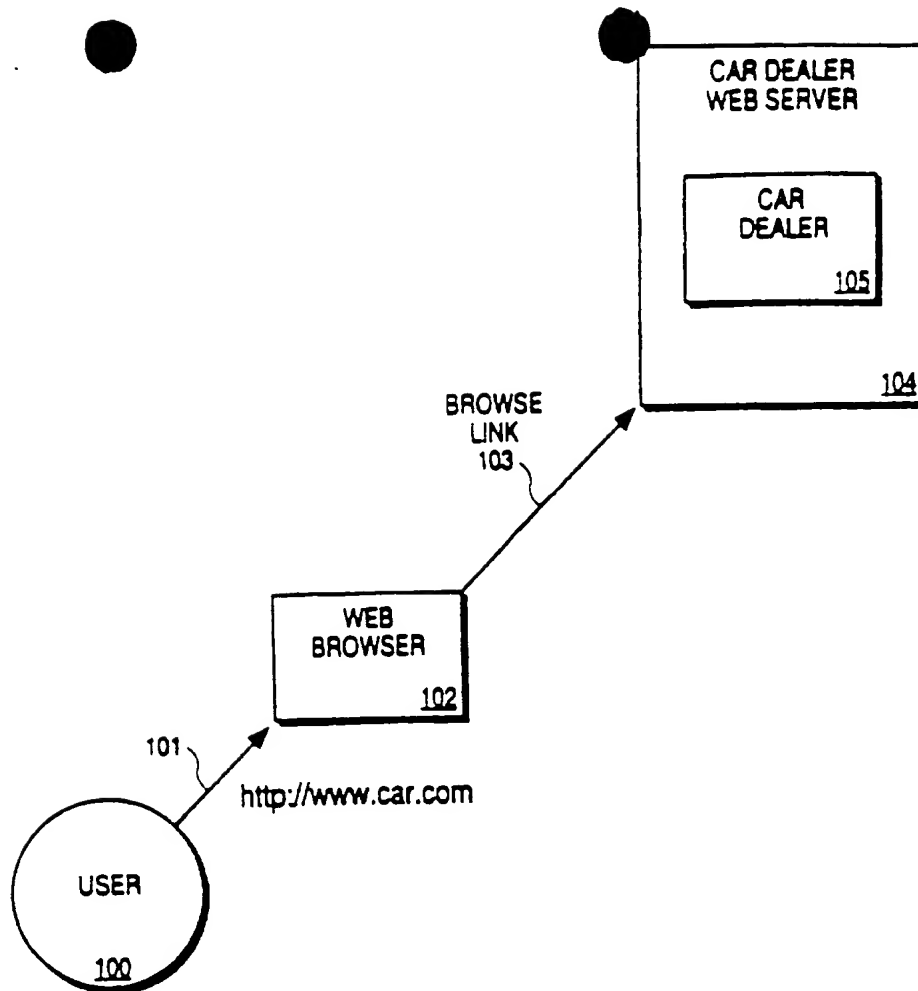 CAR DEALER
WEB SERVER
CAR
DEALER
105
104
BROWSE
LINK
103
WEB
BROWSER
102
101
http://www.car.com
USER
100